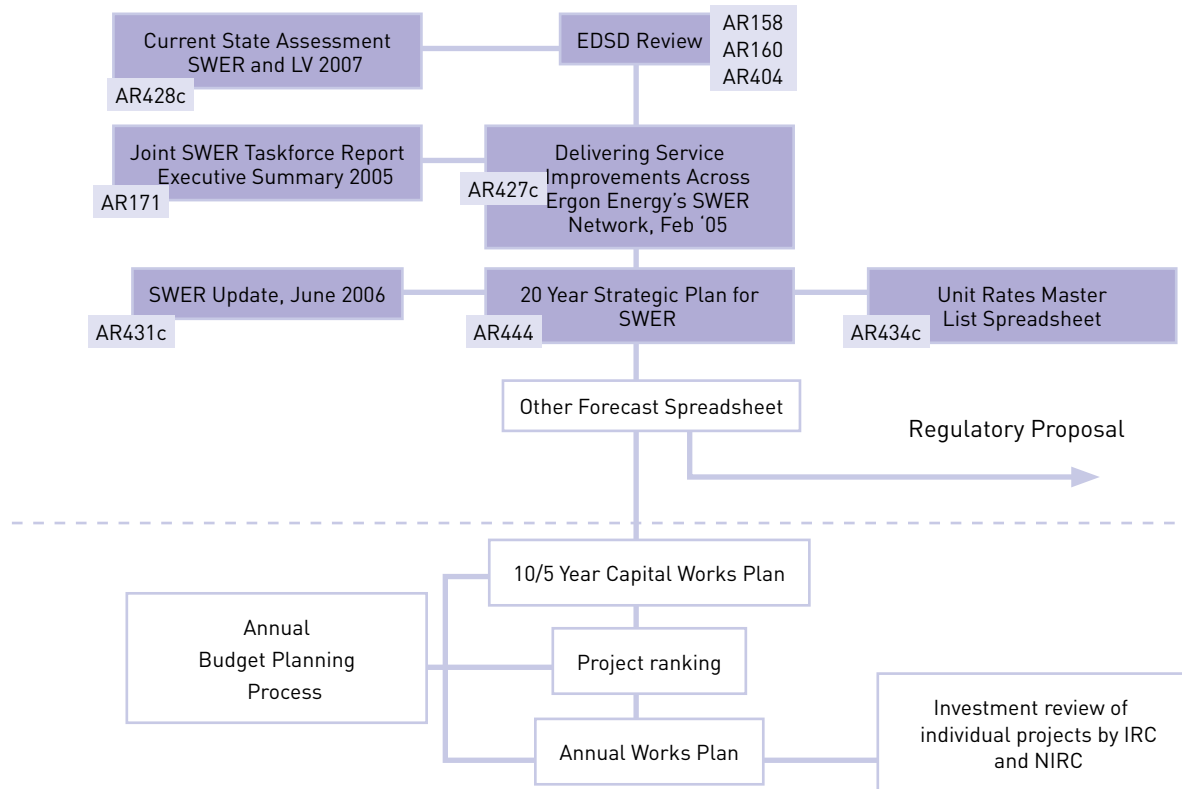 Current State Assessment
SWER and LV 2007
AR428c
EDSD Review
AR158
AR160
AR404
Joint SWER Taskforce Report
Executive Summary 2005
AR171
Delivering Service
Improvements Across
Ergon Energy’s SWER
Network, Feb ‘05
AR427c
SWER Update, June 2006
AR431c
20 Year Strategic Plan for
SWER
AR444
Unit Rates Master
List Spreadsheet
AR434c
Other Forecast Spreadsheet
Regulatory Proposal
10/5 Year Capital Works Plan
Annual
Budget Planning
Process
Project ranking
Annual Works Plan
Investment review of
individual projects by IRC
and NIRC